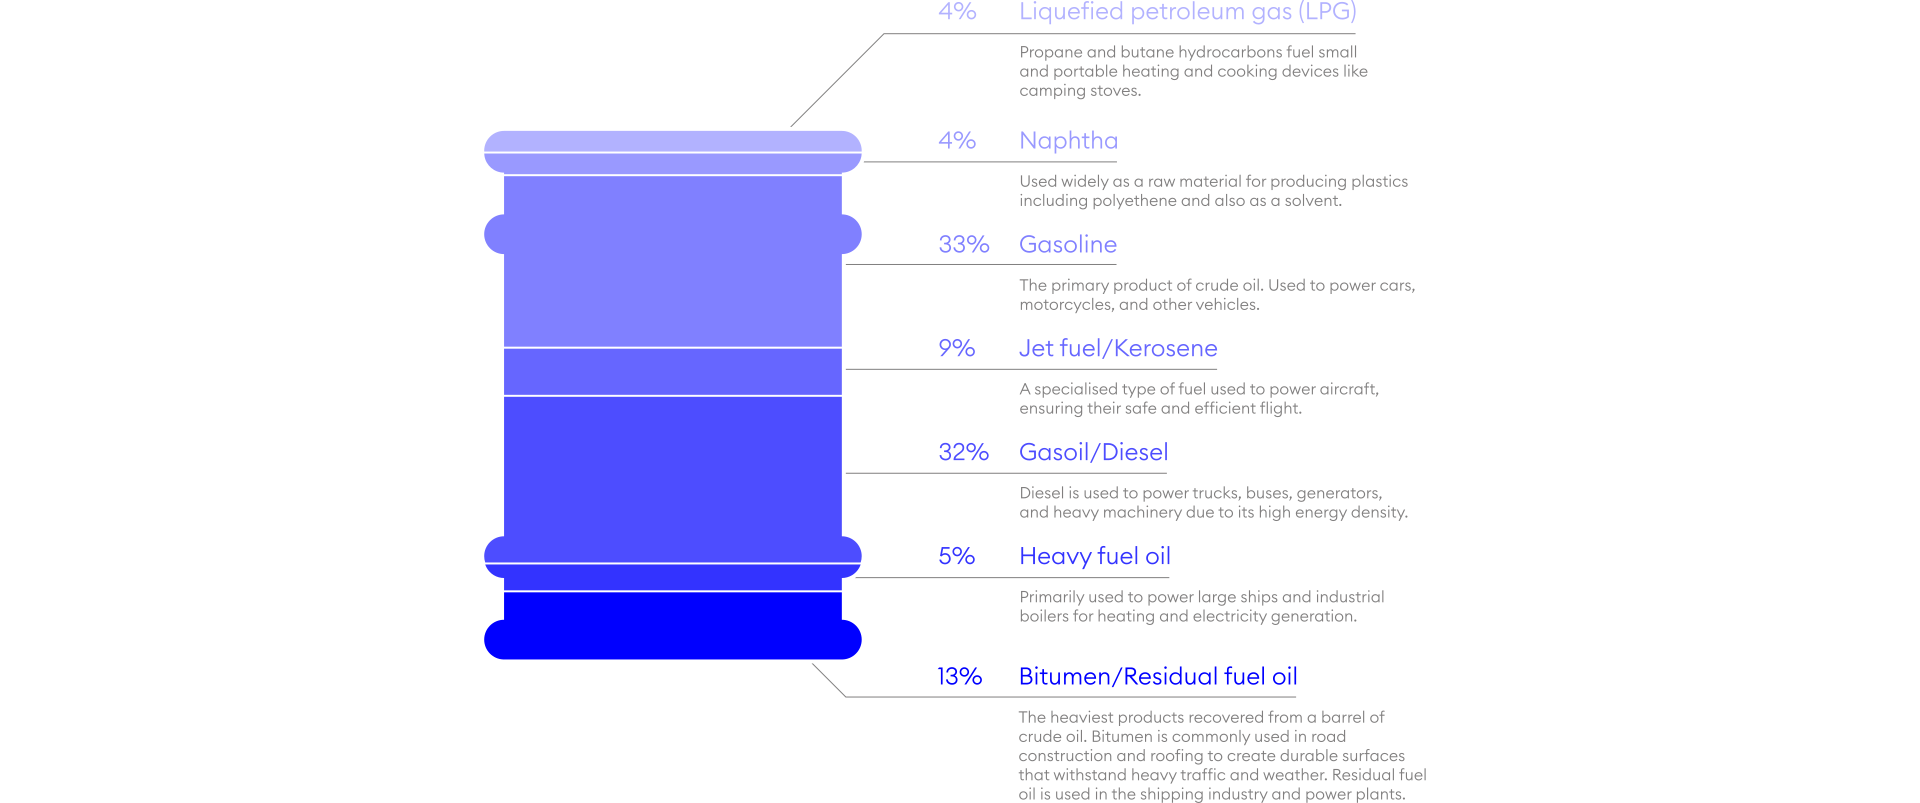 4% Liquefied petroleum gas (LPG)
Propane and butane hydrocarbons fuel small
and portable heating and cooking devices like
camping stoves.
4% Naphtha
Used widely as a raw material for producing plastics
including polyethene and also as a solvent.
33% Gasoline
The primary product of crude oil. Used to power cars,
motorcycles, and other vehicles.
9% Jet fuel/Kerosene
A specialised type of fuel used to power aircraft,
ensuring their safe and efficient flight.
32% Gasoil/Diesel
Diesel is used to power trucks, buses, generators,
and heavy machinery due to its high energy density.
5% Heavy fuel oil
Primarily used to power large ships and industrial
boilers for heating and electricity generation.
13% Bitumen/Residual fuel oil
The heaviest products recovered from a barrel of
crude oil. Bitumen is commonly used in road
construction and roofing to create durable surfaces
that withstand heavy traffic and weather. Residual fuel
oil is used in the shipping industry and power plants.